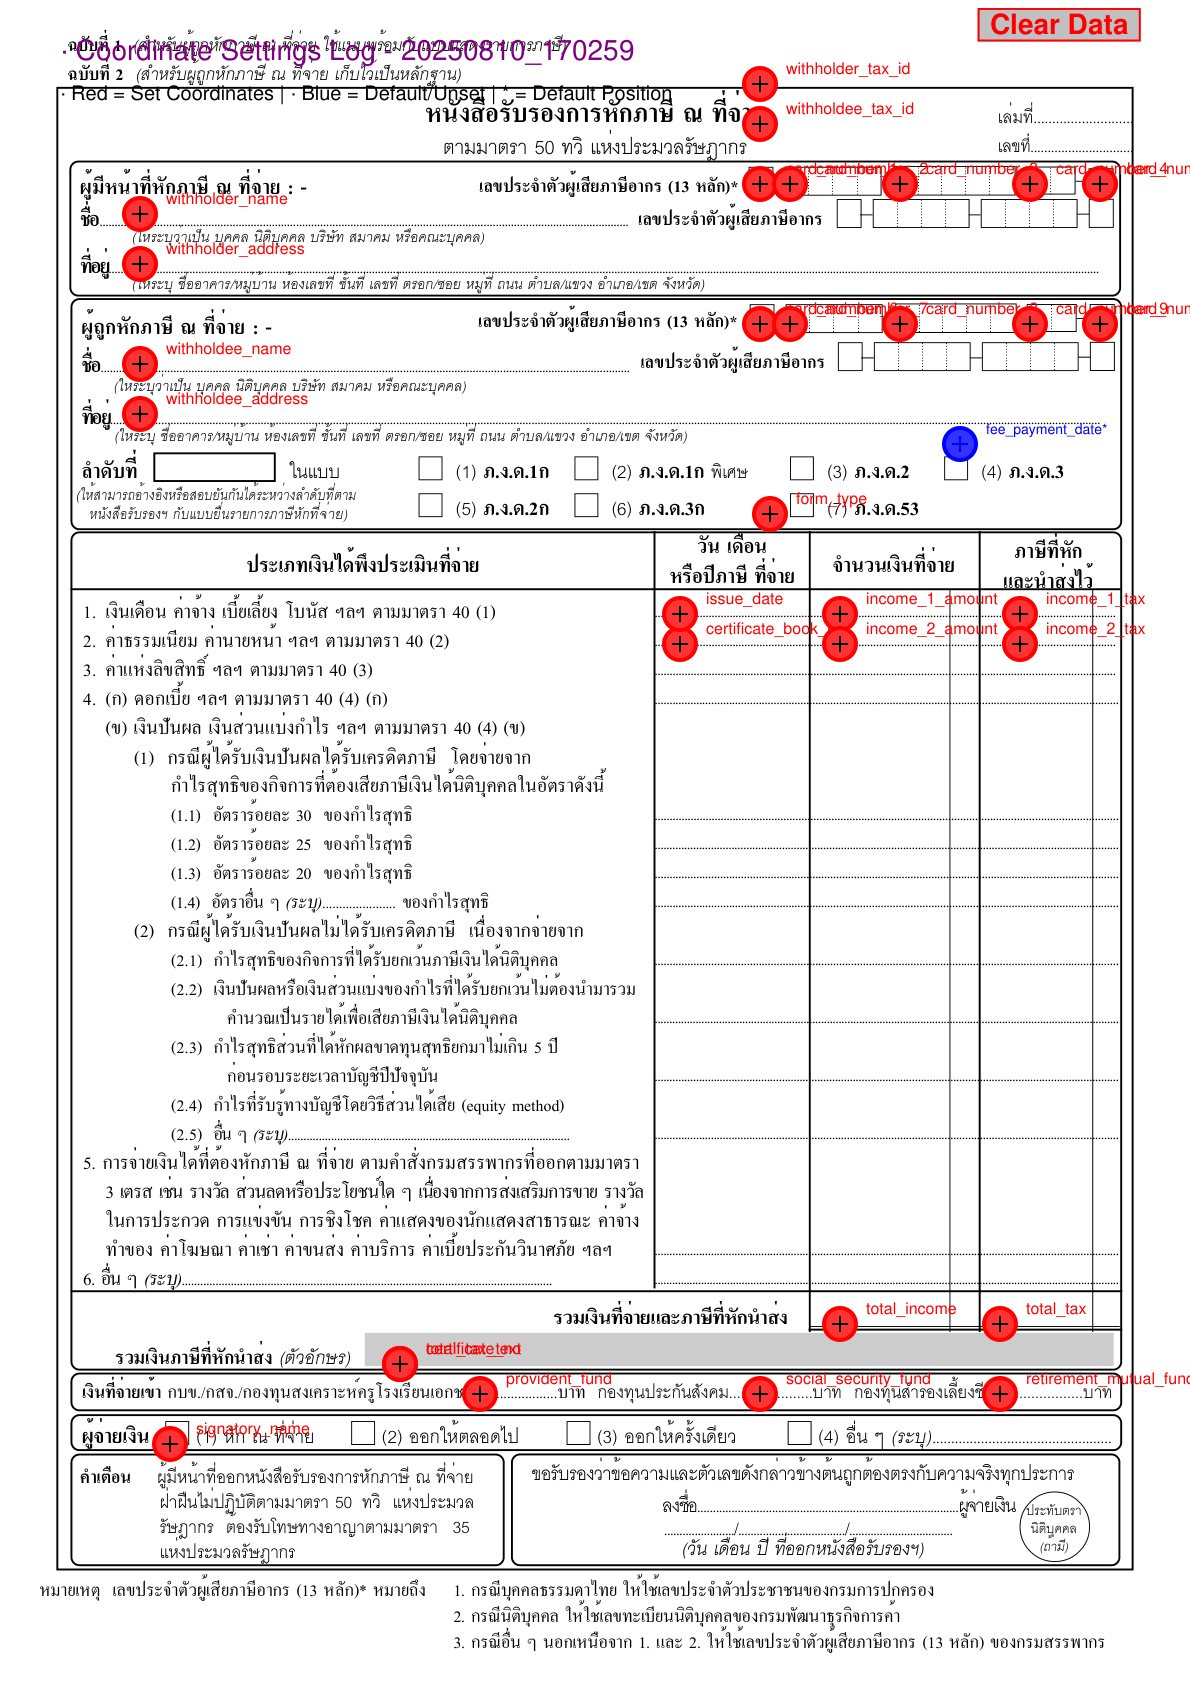 Clear Data
ฉบับที่ 1 (สำหรับผู้ถูกหักภาษี ณ ที่จ่าย ใช้แนบพร้อมกับแบบแสดงรายการภาษี)
· Coordinate Settings Log - 20250810_170259
ฉบับที่ 2 (สำหรับผู้ถูกหักภาษี ณ ที่จ่าย เก็บไว้เป็นหลักฐาน)
withholder_tax_id
· Red = Set Coordinates | · Blue = Default/Unset | * = Default Position
หนังสือรับรองการหักภาษี ณ ที่จ่าย
withholdee_tax_id
เล่มที่
ตามมาตรา 50 ทวิ แห่งประมวลรัษฎากร
เลขที่
ผู้มีหน้าที่หักภาษี ณ ที่จ่าย : -
เลขประจำตัวผู้เสียภาษีอากร (13 หลัก)*
card_number_2 card_number_3 card_number_4
withholder_name
ชื่อ
เลขประจำตัวผู้เสียภาษีอากร
(ให้ระบุว่าเป็น บุคคล นิติบุคคล บริษัท สมาคม หรือคณะบุคคล)
withholder_address
ที่อยู่
(ให้ระบุ ชื่ออาคาร/หมู่บ้าน ห้องเลขที่ ชั้นที่ เลขที่ ตรอก/ซอย หมู่ที่ ถนน ตำบล/แขวง อำเภอ/เขต จังหวัด)
ผู้ถูกหักภาษี ณ ที่จ่าย : -
เลขประจำตัวผู้เสียภาษีอากร (13 หลัก)*
card_number_7 card_number_8 card_number_9
withholdee_name
ชื่อ
เลขประจำตัวผู้เสียภาษีอากร
(ให้ระบุว่าเป็น บุคคล นิติบุคคล บริษัท สมาคม หรือคณะบุคคล)
withholdee_address
ที่อยู่
(ให้ระบุ ชื่ออาคาร/หมู่บ้าน ห้องเลขที่ ชั้นที่ เลขที่ ตรอก/ซอย หมู่ที่ ถนน ตำบล/แขวง อำเภอ/เขต จังหวัด)
fee_payment_date*
ลำดับที่ ในแบบ (1) ภ.ง.ด.1ก (2) ภ.ง.ด.1ก พิเศษ (3) ภ.ง.ด.2 (4) ภ.ง.ด.3
(ให้สามารถอ้างอิงหรือสอบยันกันได้ระหว่างลำดับที่ตาม
หนังสือรับรองฯ กับแบบยื่นรายการภาษีหักที่จ่าย)
form_type
(5) ภ.ง.ด.2ก (6) ภ.ง.ด.3ก (7) ภ.ง.ด.53
ประเภทเงินได้พึงประเมินที่จ่าย
วัน เดือน
หรือปีภาษี ที่จ่าย
จำนวนเงินที่จ่าย
ภาษีที่หัก
และนำส่งไว้
issue_date income_1_amount income_1_tax
1. เงินเดือน ค่าจ้าง เบี้ยเลี้ยง โบนัส ฯลฯ ตามมาตรา 40 (1)
certificate_book_ income_2_amount income_2_tax
2. ค่าธรรมเนียม ค่านายหน้า ฯลฯ ตามมาตรา 40 (2)
3. ค่าแห่งลิขสิทธิ์ ฯลฯ ตามมาตรา 40 (3)
4. (ก) ดอกเบี้ย ฯลฯ ตามมาตรา 40 (4) (ก)
(ข) เงินปันผล เงินส่วนแบ่งกำไร ฯลฯ ตามมาตรา 40 (4) (ข)
(1) กรณีผู้ได้รับเงินปันผลได้รับเครดิตภาษี โดยจ่ายจาก
กำไรสุทธิของกิจการที่ต้องเสียภาษีเงินได้นิติบุคคลในอัตราดังนี้
(1.1) อัตราร้อยละ 30 ของกำไรสุทธิ
(1.2) อัตราร้อยละ 25 ของกำไรสุทธิ
(1.3) อัตราร้อยละ 20 ของกำไรสุทธิ
(1.4) อัตราอื่น ๆ (ระบุ)...................... ของกำไรสุทธิ
(2) กรณีผู้ได้รับเงินปันผลไม่ได้รับเครดิตภาษี เนื่องจากจ่ายจาก
(2.1) กำไรสุทธิของกิจการที่ได้รับยกเว้นภาษีเงินได้นิติบุคคล
(2.2) เงินปันผลหรือเงินส่วนแบ่งของกำไรที่ได้รับยกเว้นไม่ต้องนำมารวม
คำนวณเป็นรายได้เพื่อเสียภาษีเงินได้นิติบุคคล
(2.3) กำไรสุทธิส่วนที่ได้หักผลขาดทุนสุทธิยกมาไม่เกิน 5 ปี
ก่อนรอบระยะเวลาบัญชีปีปัจจุบัน
(2.4) กำไรที่รับรู้ทางบัญชีโดยวิธีส่วนได้เสีย (equity method)
(2.5) อื่น ๆ (ระบุ)
5. การจ่ายเงินได้ที่ต้องหักภาษี ณ ที่จ่าย ตามคำสั่งกรมสรรพากรที่ออกตามมาตรา
3 เตรส เช่น รางวัล ส่วนลดหรือประโยชน์ใด ๆ เนื่องจากการส่งเสริมการขาย รางวัล
ในการประกวด การแข่งขัน การชิงโชค ค่าแสดงของนักแสดงสาธารณะ ค่าจ้าง
ทำของ ค่าโฆษณา ค่าเช่า ค่าขนส่ง ค่าบริการ ค่าเบี้ยประกันวินาศภัย ฯลฯ
6. อื่น ๆ (ระบุ)
total_income total_tax
รวมเงินที่จ่ายและภาษีที่หักนำส่ง
total_tax_text
รวมเงินภาษีที่หักนำส่ง (ตัวอักษร)
provident_fund social_security_fund retirement_mutual_fund
เงินที่จ่ายเข้า กบข./กสจ./กองทุนสงเคราะห์ครูโรงเรียนเอกช..........บาท กองทุนประกันสังคม..........บาท กองทุนสำรองเลี้ยงชี..........บาท
signatory_name
ผู้จ่ายเงิน (1) หัก ณ ที่จ่าย (2) ออกให้ตลอดไป (3) ออกให้ครั้งเดียว (4) อื่น ๆ (ระบุ)
คำเตือน ผู้มีหน้าที่ออกหนังสือรับรองการหักภาษี ณ ที่จ่าย
ฝ่าฝืนไม่ปฏิบัติตามมาตรา 50 ทวิ แห่งประมวล
รัษฎากร ต้องรับโทษทางอาญาตามมาตรา 35
แห่งประมวลรัษฎากร
ขอรับรองว่าข้อความและตัวเลขดังกล่าวข้างต้นถูกต้องตรงกับความจริงทุกประการ
ลงชื่อ..........ผู้จ่ายเงิน
........../........../..........
(วัน เดือน ปี ที่ออกหนังสือรับรองฯ)
ประทับตรา
นิติบุคคล
(ถ้ามี)
หมายเหตุ เลขประจำตัวผู้เสียภาษีอากร (13 หลัก)* หมายถึง 1. กรณีบุคคลธรรมดาไทย ให้ใช้เลขประจำตัวประชาชนของกรมการปกครอง
2. กรณีนิติบุคคล ให้ใช้เลขทะเบียนนิติบุคคลของกรมพัฒนาธุรกิจการค้า
3. กรณีอื่น ๆ นอกเหนือจาก 1. และ 2. ให้ใช้เลขประจำตัวผู้เสียภาษีอากร (13 หลัก) ของกรมสรรพากร